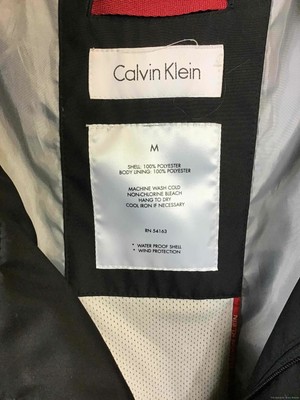 Calvin Klein
M
SHELL: 100% POLYESTER
BODY LINING: 100% POLYESTER
MACHINE WASH COLD
NON-CHLORINE BLEACH
HANG TO DRY
COOL IRON IF NECESSARY
RN 54163
* WATER PROOF SHELL
* WIND PROTECTION